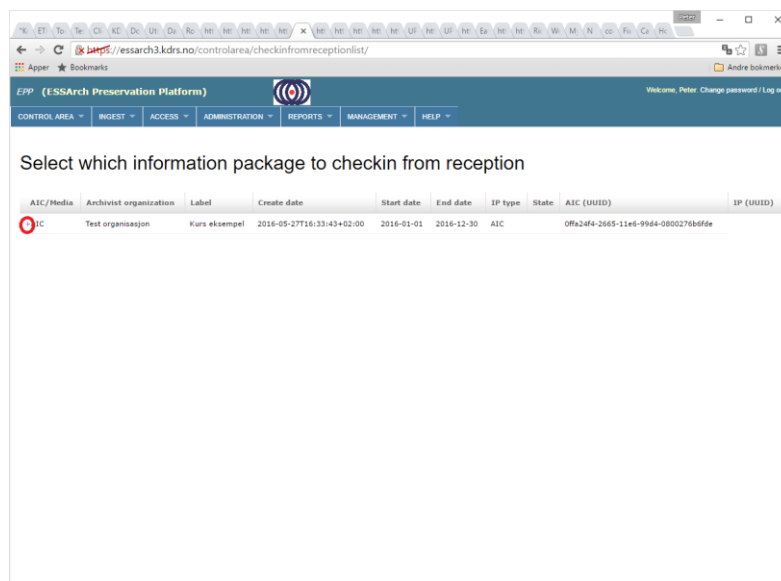 Peter
https://essarch3.kdrs.no/controlarea/checkinfromreceptionlist/
Apper Bookmarks Andre bokmerker
EPP (ESSArch Preservation Platform) Welcome, Peter. Change password / Log o
CONTROL AREA INGEST ACCESS ADMINISTRATION REPORTS MANAGEMENT HELP
Select which information package to checkin from reception
AIC/Media Archivist organization Label Create date Start date End date IP type State AIC (UUID) IP (UUID)
AIC Test organisasjon Kurs eksempel 2016-05-27T16:33:43+02:00 2016-01-01 2016-12-30 AIC 0ffa24f4-2665-11e6-99d4-0800276b6fde